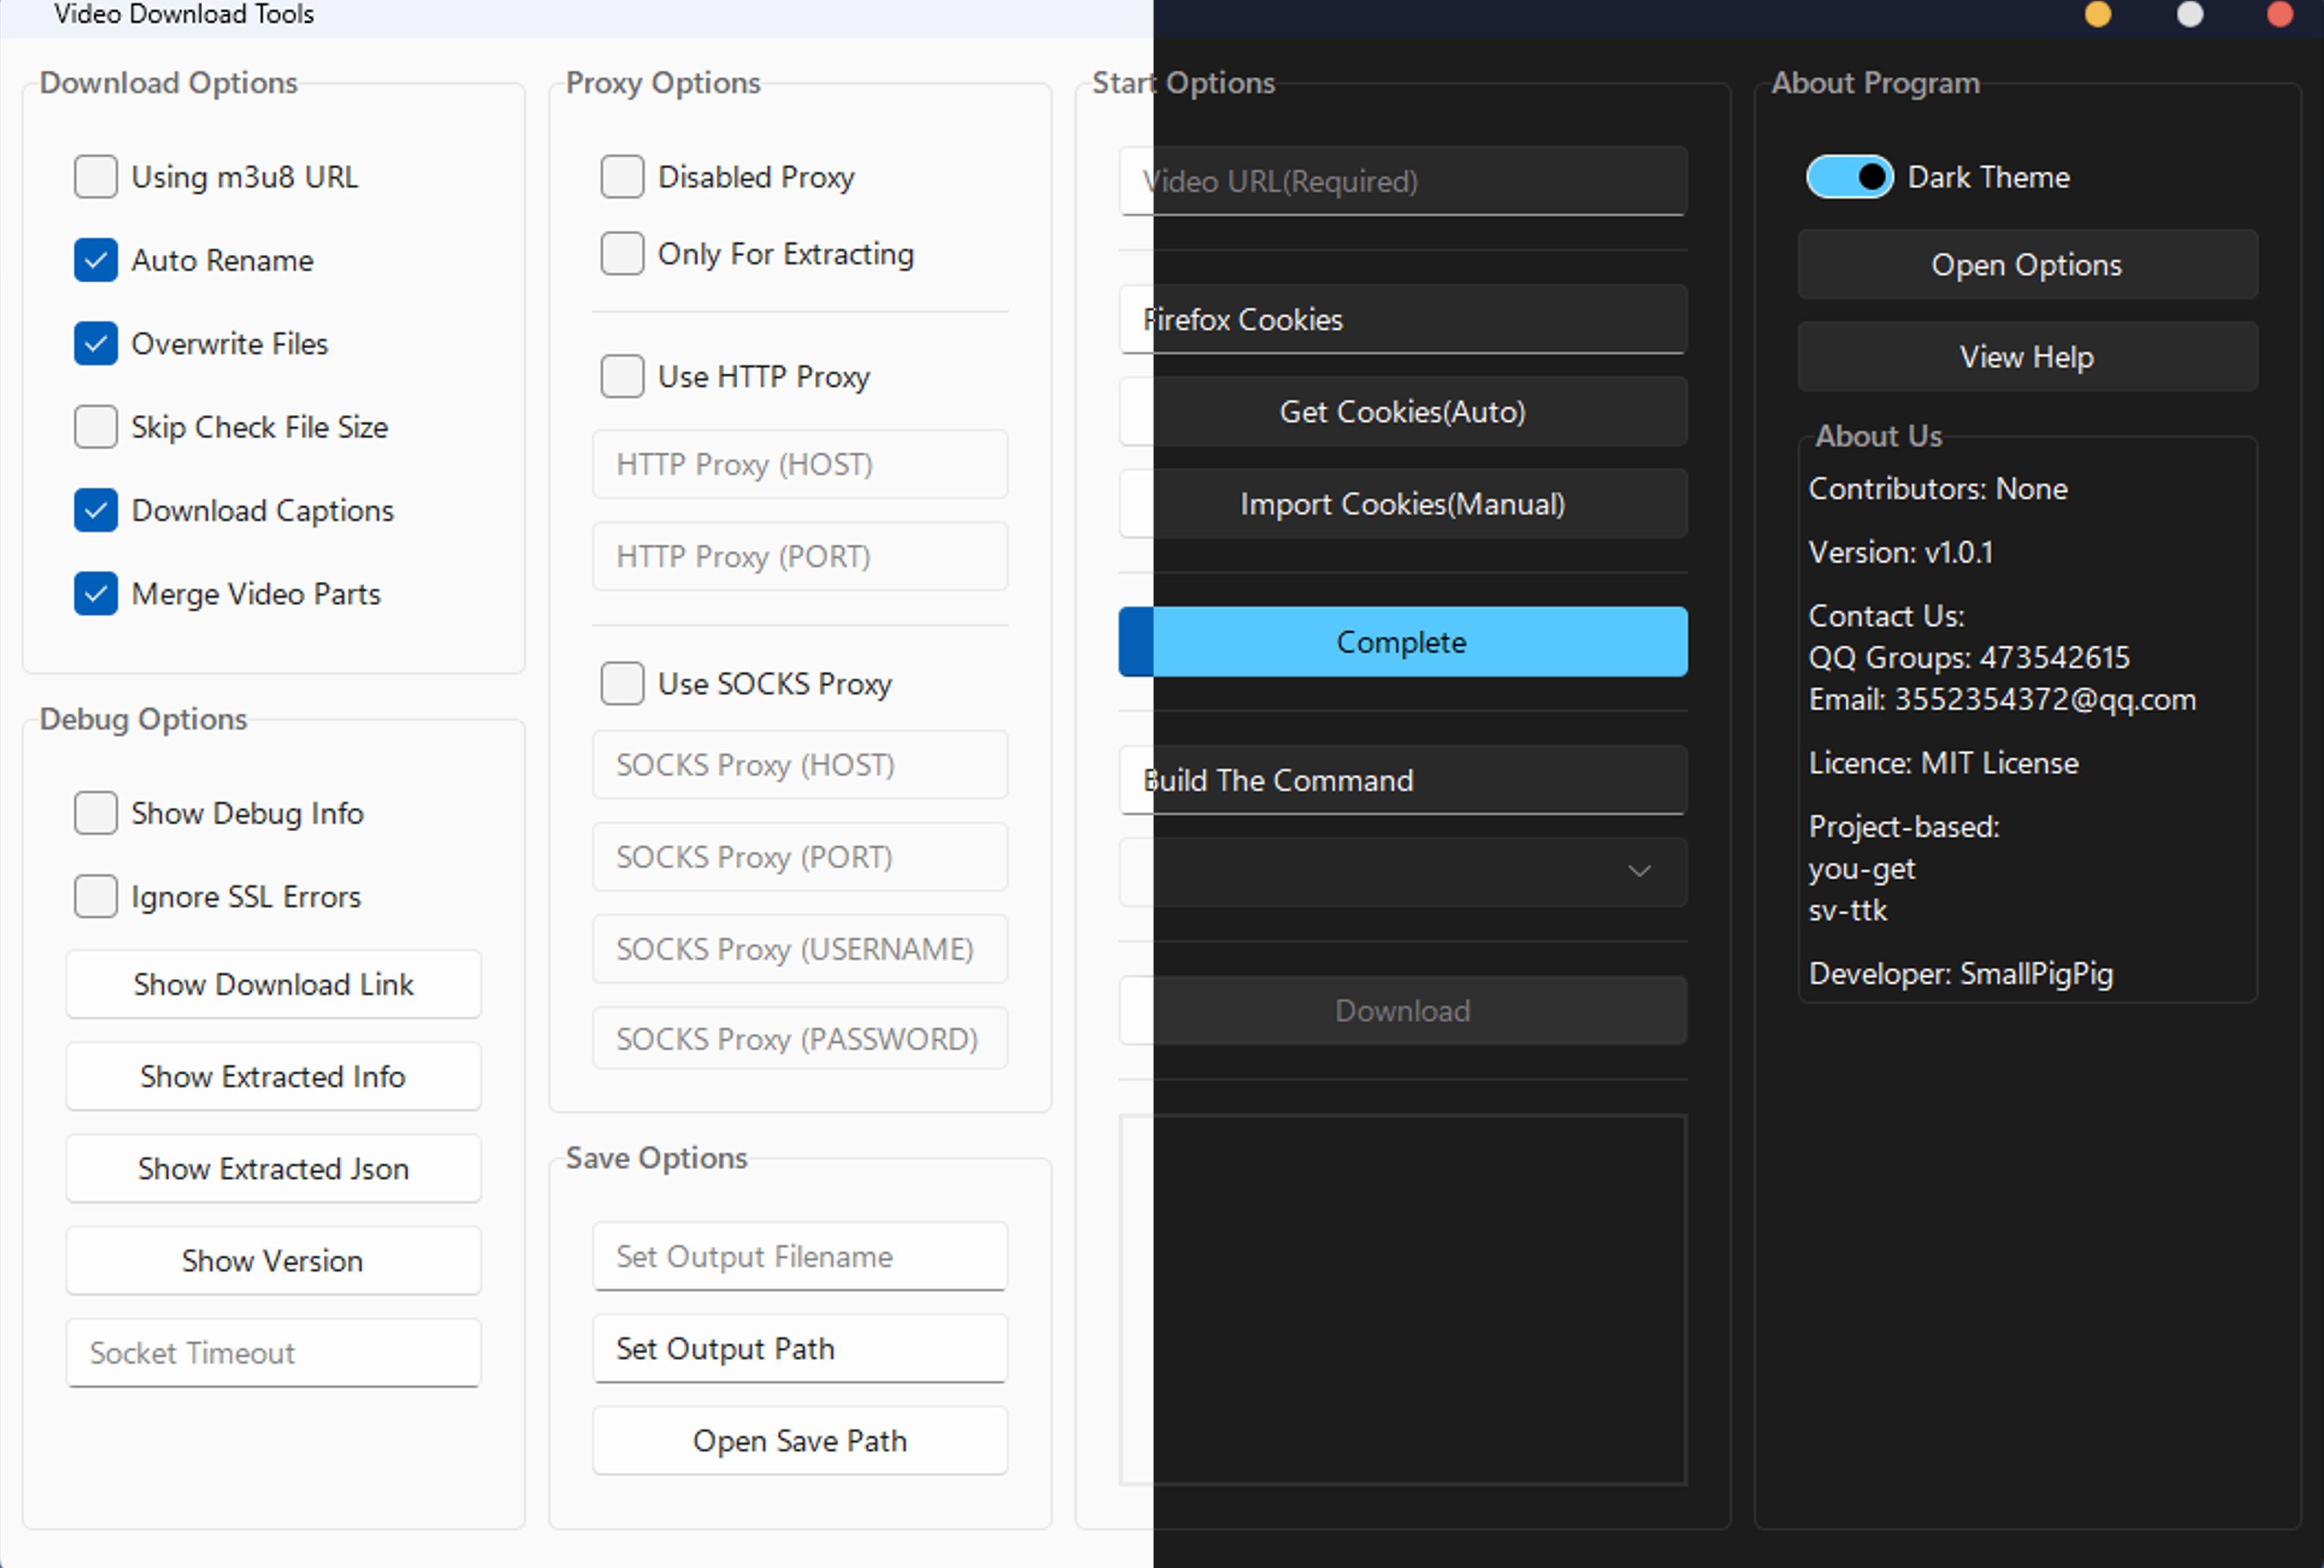 Video Download Tools
Download Options
Using m3u8 URL
Auto Rename
Overwrite Files
Skip Check File Size
Download Captions
Merge Video Parts
Debug Options
Show Debug Info
Ignore SSL Errors
Show Download Link
Show Extracted Info
Show Extracted Json
Show Version
Socket Timeout
Proxy Options
Disabled Proxy
Only For Extracting
Use HTTP Proxy
HTTP Proxy (HOST)
HTTP Proxy (PORT)
Use SOCKS Proxy
SOCKS Proxy (HOST)
SOCKS Proxy (PORT)
SOCKS Proxy (USERNAME)
SOCKS Proxy (PASSWORD)
Save Options
Set Output Filename
Set Output Path
Open Save Path
Start Options
Video URL(Required)
Firefox Cookies
Get Cookies(Auto)
Import Cookies(Manual)
Complete
Build The Command
Download
About Program
Dark Theme
Open Options
View Help
About Us
Contributors: None
Version: v1.0.1
Contact Us:
QQ Groups: 473542615
Email: 3552354372@qq.com
Licence: MIT License
Project-based:
you-get
sv-ttk
Developer: SmallPigPig